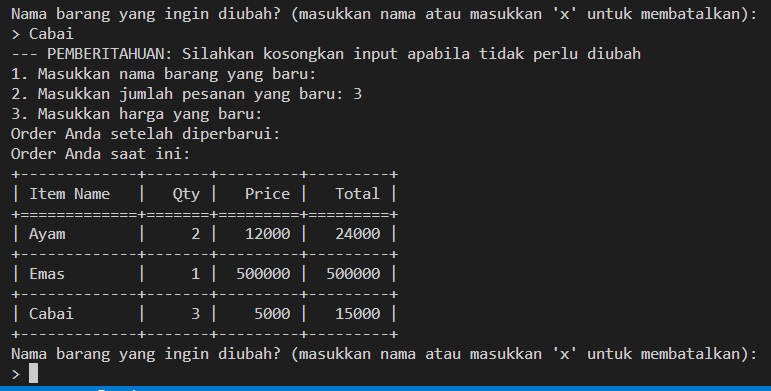 Nama barang yang ingin diubah? (masukkan nama atau masukkan 'x' untuk membatalkan):
> Cabai
--- PEMBERITAHUAN: Silahkan kosongkan input apabila tidak perlu diubah
1. Masukkan nama barang yang baru:
2. Masukkan jumlah pesanan yang baru: 3
3. Masukkan harga yang baru:
Order Anda setelah diperbarui:
Order Anda saat ini:
+-------------+-------+---------+---------+
| Item Name   |   Qty |   Price |   Total |
+=============+=======+=========+=========+
| Ayam        |     2 |   12000 |   24000 |
+-------------+-------+---------+---------+
| Emas        |     1 |  500000 |  500000 |
+-------------+-------+---------+---------+
| Cabai       |     3 |    5000 |   15000 |
+-------------+-------+---------+---------+
Nama barang yang ingin diubah? (masukkan nama atau masukkan 'x' untuk membatalkan):
>